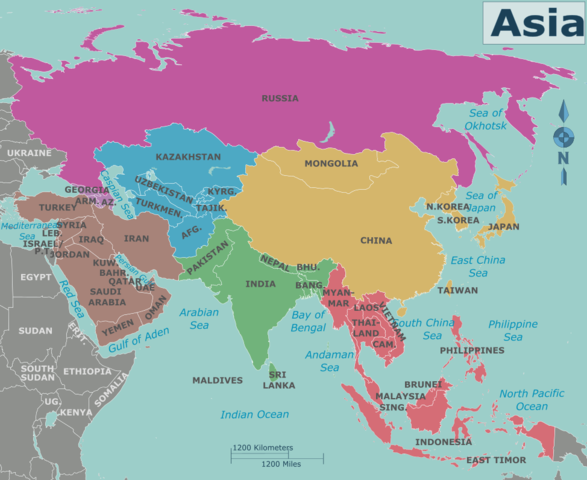 Asia
RUSSIA
Sea of
Okhotsk
UKRAINE
KAZAKHSTAN
MONGOLIA
GEORGIA
ARM.
AZ.
Caspian Sea
UZBEKISTAN
KYRG.
TURKMEN.
TAJIK.
TURKEY
N.KOREA
S.KOREA
Sea of
Japan
JAPAN
Mediterranean
Sea
SYRIA
LEB.
ISRAEL/
P.T.
JORDAN
IRAQ
IRAN
AFG.
CHINA
KUW.
BAHR.
QATAR
UAE
Persian Gulf
PAKISTAN
NEPAL
BHU.
East China
Sea
EGYPT
Red Sea
SAUDI
ARABIA
OMAN
INDIA
BANG.
MYAN-
MAR
TAIWAN
LAOS
VIETNAM
THAI-
LAND
CAM.
SUDAN
ERIT.
YEMEN
Gulf of Aden
Arabian
Sea
Bay of
Bengal
South China
Sea
Philippine
Sea
PHILIPPINES
Andaman
Sea
SOUTH
SUDAN
ETHIOPIA
SOMALIA
MALDIVES
SRI
LANKA
BRUNEI
MALAYSIA
SING.
North Pacific
Ocean
UG.
KENYA
Indian Ocean
INDONESIA
EAST TIMOR
1200 Kilometers
1200 Miles
N